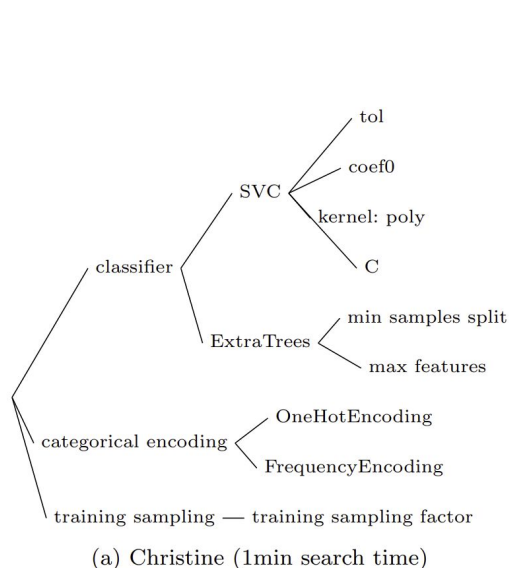 tol
coef0
SVC
kernel: poly
classifier
C
min samples split
ExtraTrees
max features
OneHotEncoding
categorical encoding
FrequencyEncoding
training sampling — training sampling factor
(a) Christine (1min search time)